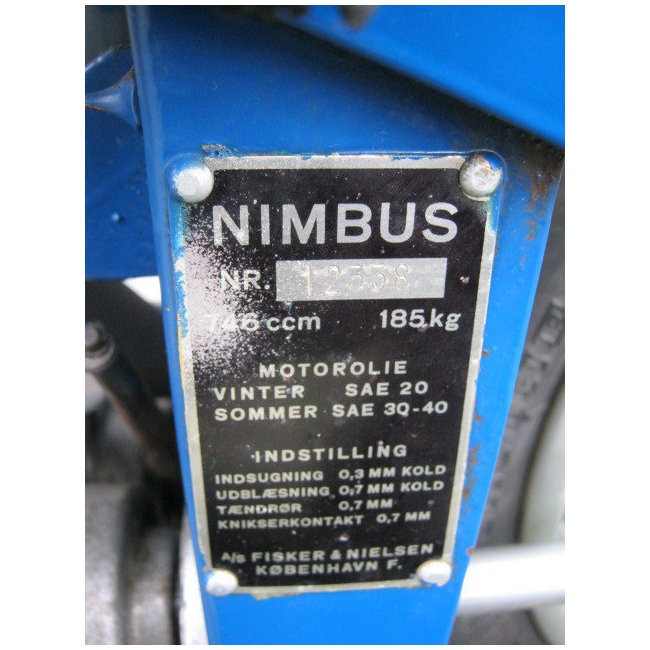 NIMBUS
NR. 12338
746 ccm 185 kg
MOTOROLIE
VINTER SAE 20
SOMMER SAE 30-40
INDSTILLING
INDSUGNING 0,3 MM KOLD
UDBLÆSNING 0,7 MM KOLD
TÆNDRØR 0,7 MM
KNIKSERKONTAKT 0,7 MM
A/S FISKER & NIELSEN
KØBENHAVN F.